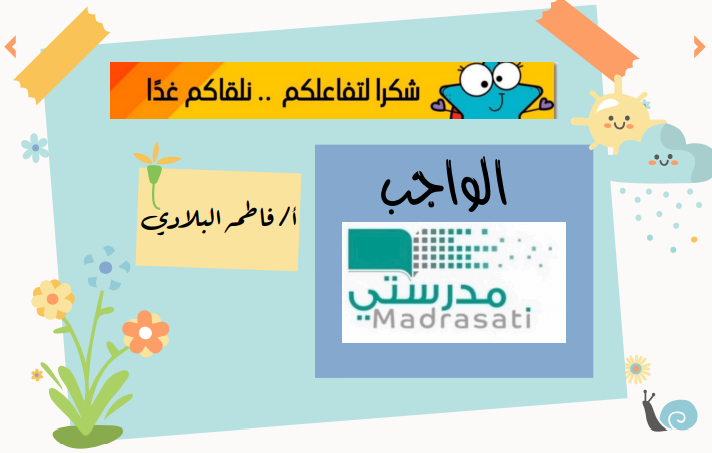 شكرا لتفاعلكم .. نلقاكم غدًا
الواجب
أ/ فاطمه البلادي
مدرستي
Madrasati